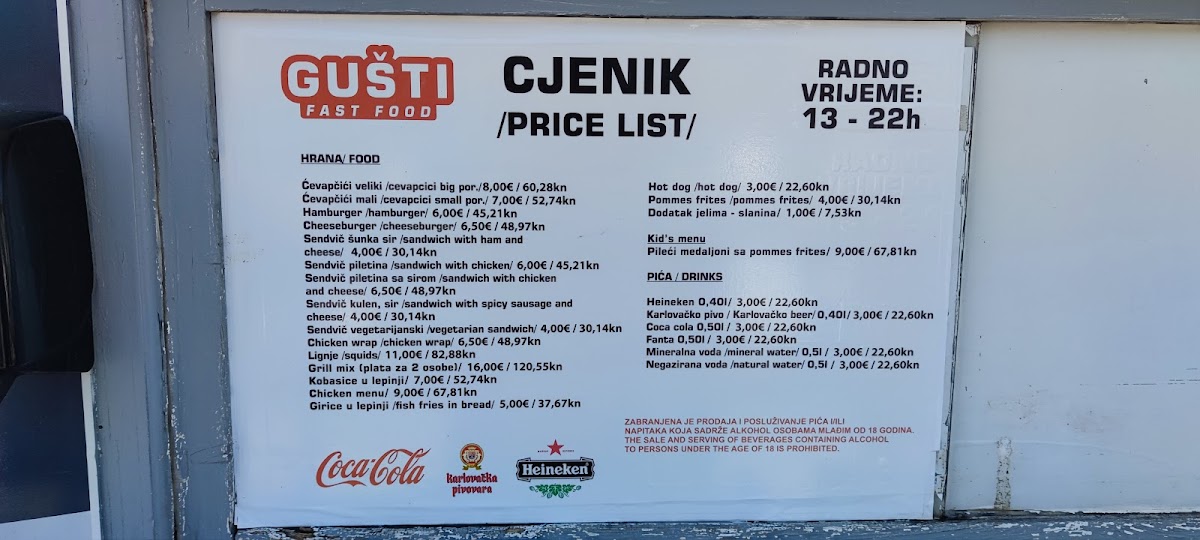 GUŠTI
FAST FOOD
CJENIK
/PRICE LIST/
RADNO
VRIJEME:
13 - 22h
HRANA/ FOOD
Ćevapčići veliki /cevapcici big por./8,00€ / 60,28kn
Ćevapčići mali /cevapcici small por./ 7,00€ / 52,74kn
Hamburger /hamburger/ 6,00€ / 45,21kn
Cheeseburger /cheeseburger/ 6,50€ / 48,97kn
Sendvič šunka sir /sandwich with ham and
cheese/ 4,00€ / 30,14kn
Sendvič piletina /sandwich with chicken/ 6,00€ / 45,21kn
Sendvič piletina sa sirom /sandwich with chicken
and cheese/ 6,50€ / 48,97kn
Sendvič kulen, sir /sandwich with spicy sausage and
cheese/ 4,00€ / 30,14kn
Sendvič vegetarijanski /vegetarian sandwich/ 4,00€ / 30,14kn
Chicken wrap /chicken wrap/ 6,50€ / 48,97kn
Lignje /squids/ 11,00€ / 82,88kn
Grill mix (plata za 2 osobe)/ 16,00€ / 120,55kn
Kobasice u lepinji/ 7,00€ / 52,74kn
Chicken menu/ 9,00€ / 67,81kn
Girice u lepinji /fish fries in bread/ 5,00€ / 37,67kn
Hot dog /hot dog/ 3,00€ / 22,60kn
Pommes frites /pommes frites/ 4,00€ / 30,14kn
Dodatak jelima - slanina/ 1,00€ / 7,53kn
Kid's menu
Pileći medaljoni sa pommes frites/ 9,00€ / 67,81kn
PIĆA / DRINKS
Heineken 0,40l/ 3,00€ / 22,60kn
Karlovačko pivo / Karlovačko beer/ 0,40l/ 3,00€ / 22,60kn
Coca cola 0,50l/ 3,00€ / 22,60kn
Fanta 0,50l / 3,00€ / 22,60kn
Mineralna voda /mineral water/ 0,5l / 3,00€ / 22,60kn
Negazirana voda /natural water/ 0,5l / 3,00€ / 22,60kn
ZABRANJENA JE PRODAJA I POSLUŽIVANJE PIĆA I/ILI
NAPITAKA KOJA SADRŽE ALKOHOL OSOBAMA MLAĐIM OD 18 GODINA.
THE SALE AND SERVING OF BEVERAGES CONTAINING ALCOHOL
TO PERSONS UNDER THE AGE OF 18 IS PROHIBITED.
Coca-Cola
Karlovačka
pivovara
Heineken